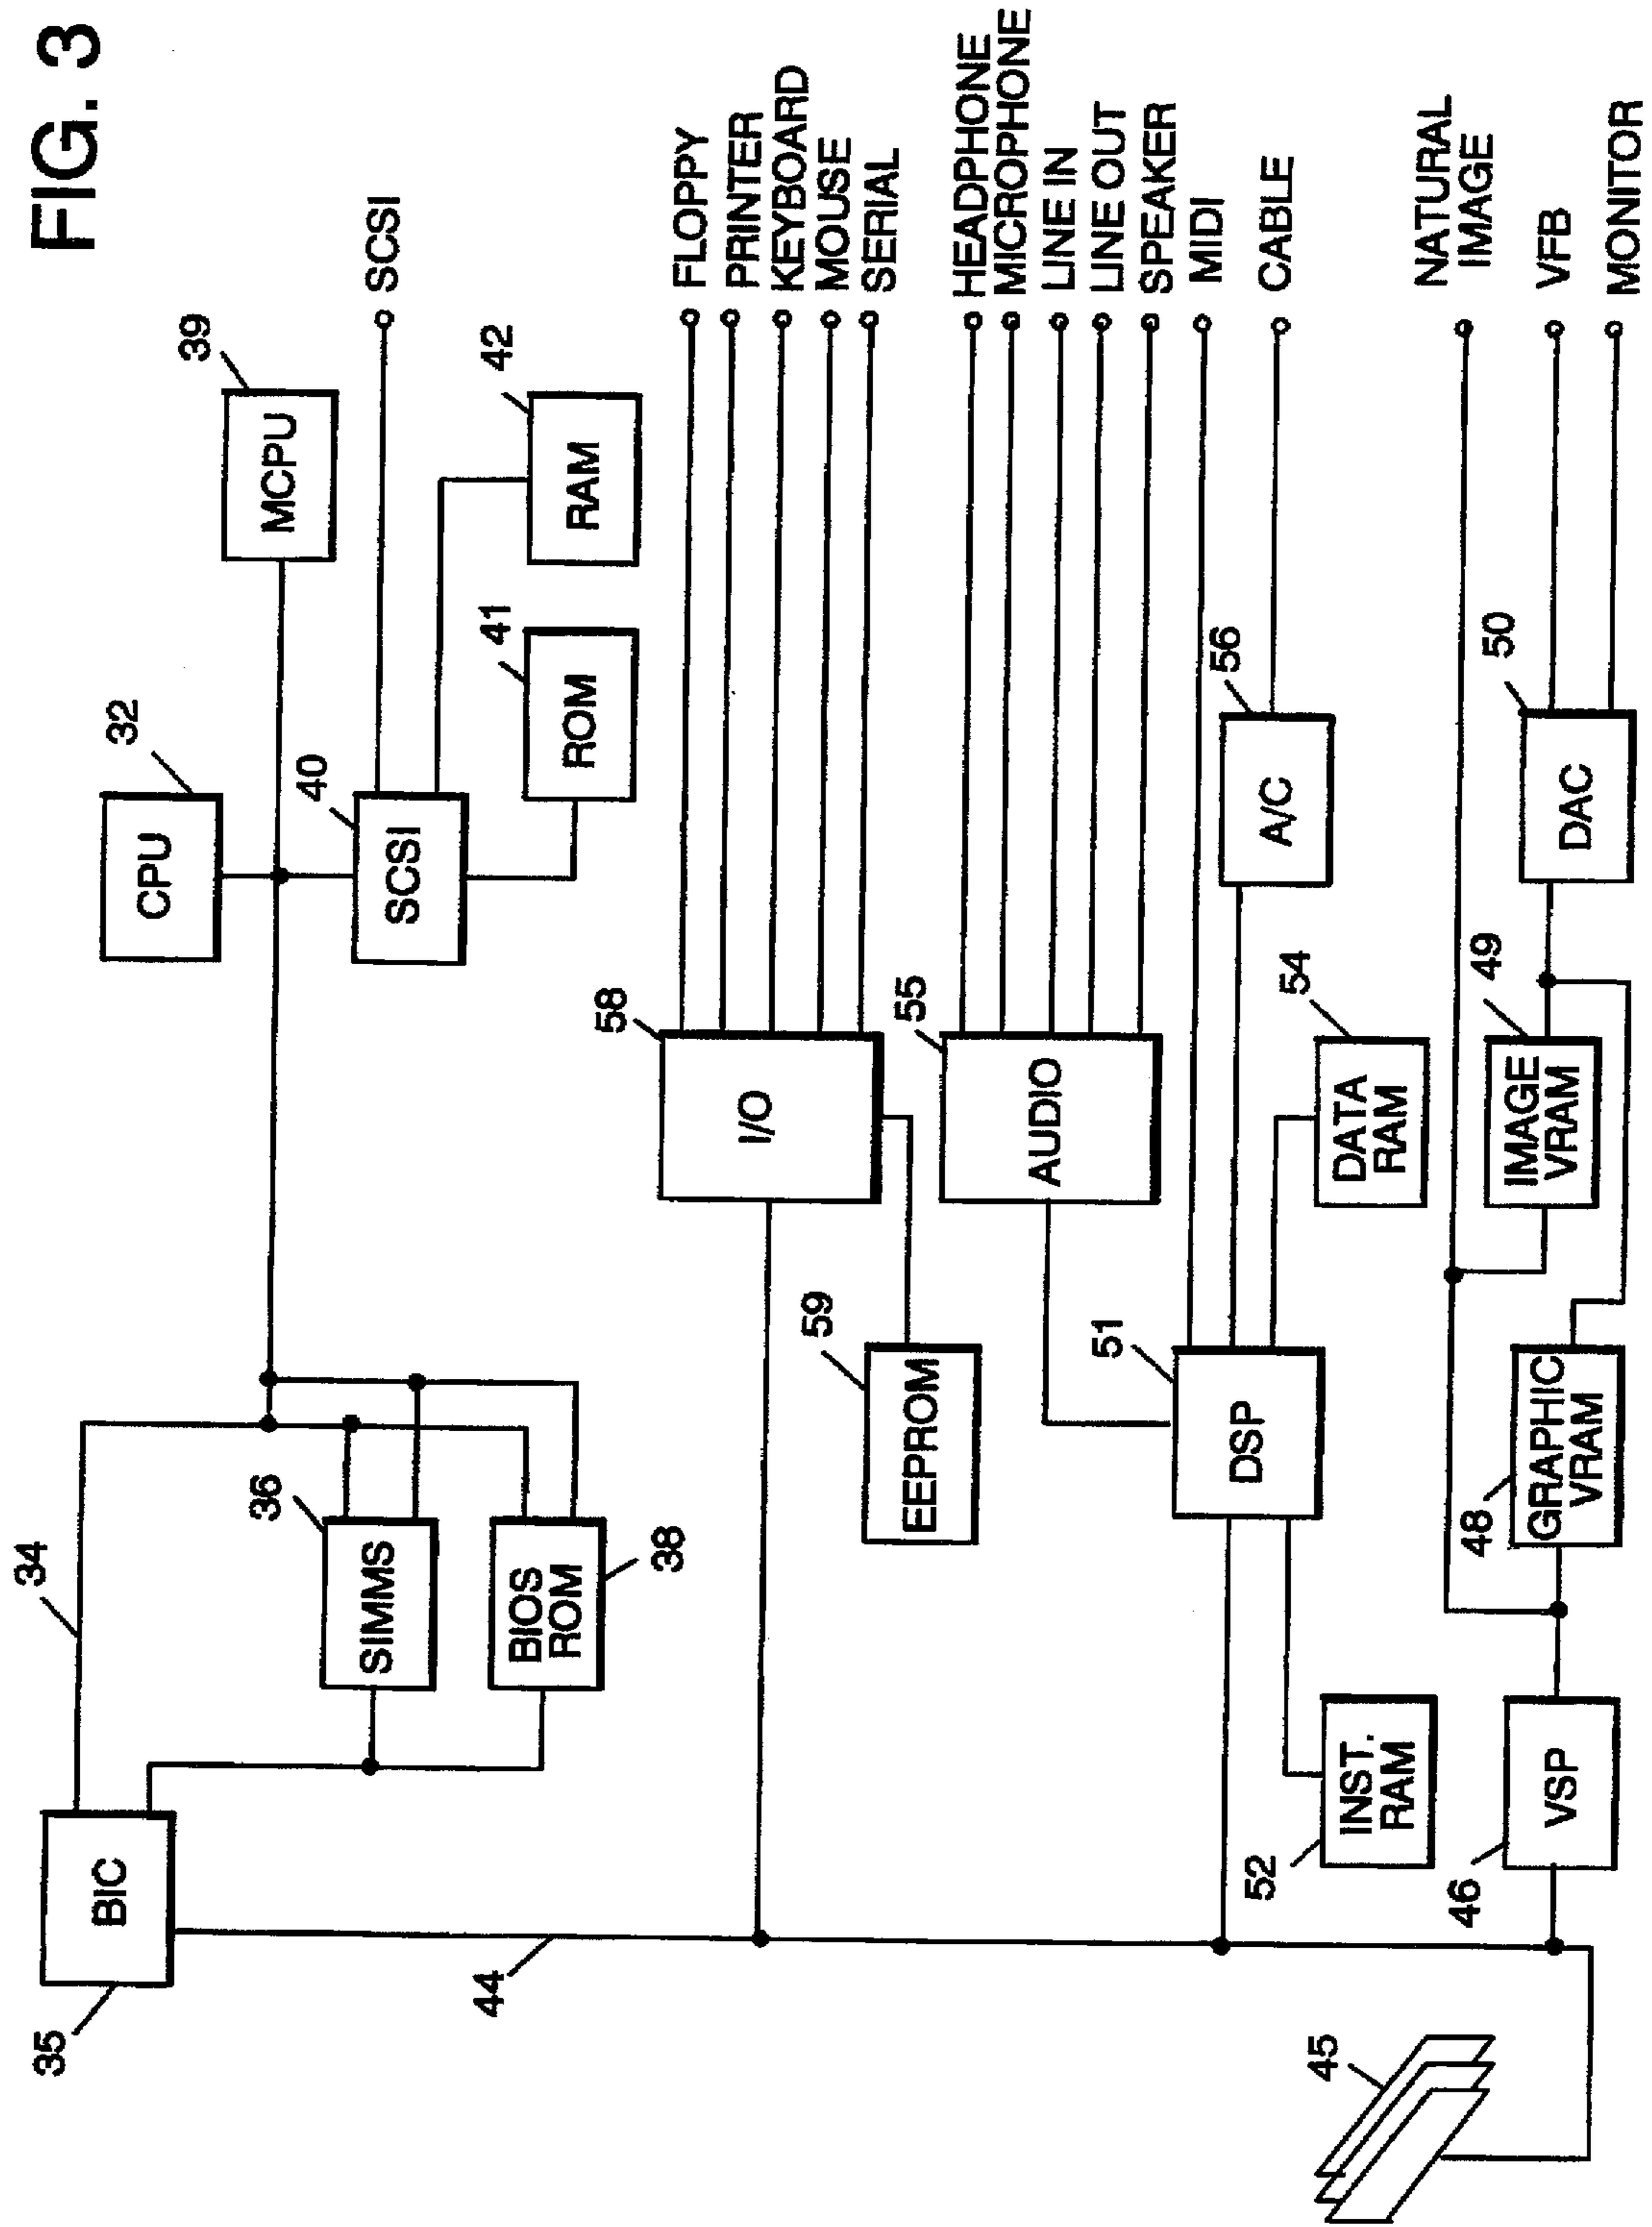 FIG. 3
32
CPU
39
MCPU
34
35
BIC
36
SIMMS
38
BIOS
ROM
40
SCSI
SCSI
41
ROM
42
RAM
44
58
I/O
FLOPPY
PRINTER
KEYBOARD
MOUSE
SERIAL
59
EEPROM
55
AUDIO
HEADPHONE
MICROPHONE
LINE IN
LINE OUT
SPEAKER
MIDI
51
DSP
56
A/C
CABLE
54
DATA
RAM
52
INST.
RAM
45
46
VSP
48
GRAPHIC
VRAM
49
IMAGE
VRAM
50
DAC
NATURAL
IMAGE
VFB
MONITOR